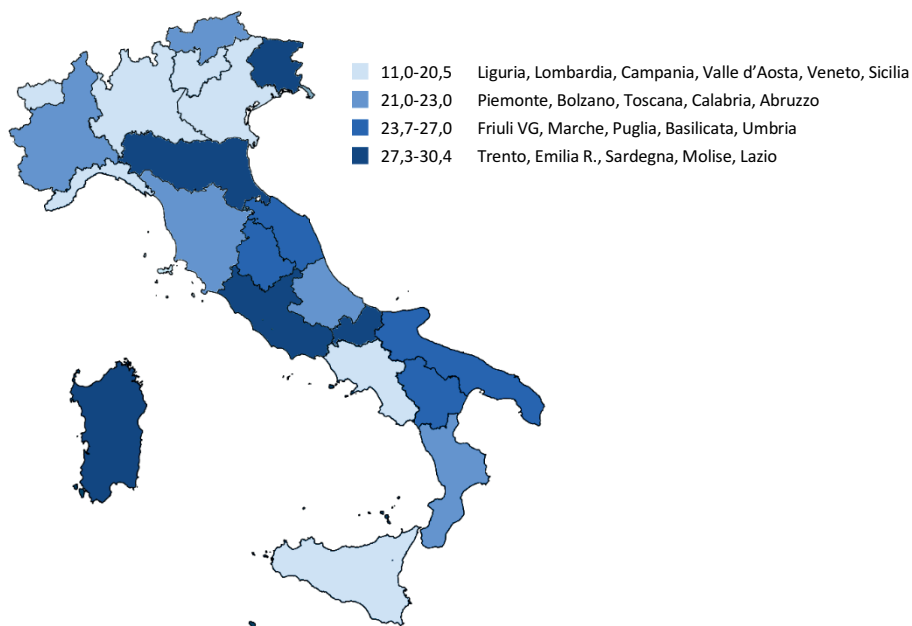 11,0-20,5 Liguria, Lombardia, Campania, Valle d’Aosta, Veneto, Sicilia
21,0-23,0 Piemonte, Bolzano, Toscana, Calabria, Abruzzo
23,7-27,0 Friuli VG, Marche, Puglia, Basilicata, Umbria
27,3-30,4 Trento, Emilia R., Sardegna, Molise, Lazio